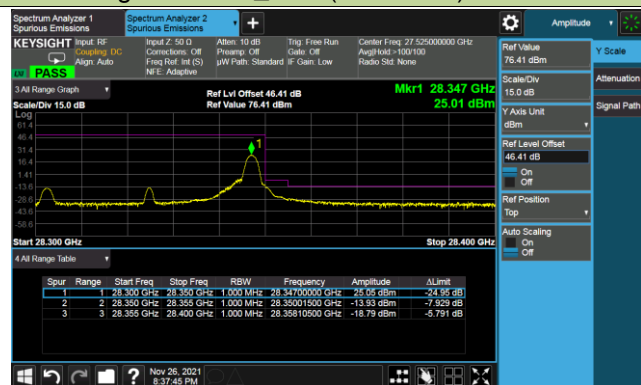 Spectrum Analyzer 1
Spurious Emissions
Spectrum Analyzer 2
Spurious Emissions
Amplitude
KEYSIGHT
Input: RF
Coupling: DC
Align: Auto
Input Z: 50 Ω
Corrections: Off
Freq Ref: Int (S)
NFE: Adaptive
Atten: 10 dB
Preamp: Off
µW Path: Standard
Trig: Free Run
Gate: Off
IF Gain: Low
Center Freq: 27.525000000 GHz
Avg|Hold >100/100
Radio Std: None
PASS
3 All Range Graph
Scale/Div 15.0 dB
Ref Lvl Offset 46.41 dB
Ref Value 76.41 dBm
Mkr1 28.347 GHz
25.01 dBm
Log
61.4
46.4
31.4
16.4
1.41
-13.6
-28.6
-43.6
-58.6
1
Start 28.300 GHz
Stop 28.400 GHz
4 All Range Table
Spur Range Start Freq Stop Freq RBW Frequency Amplitude ΔLimit
1 1 28.300 GHz 28.350 GHz 1.000 MHz 28.34700000 GHz 25.05 dBm -24.95 dB
2 2 28.350 GHz 28.355 GHz 1.000 MHz 28.35001500 GHz -13.93 dBm -7.929 dB
3 3 28.355 GHz 28.400 GHz 1.000 MHz 28.35810500 GHz -18.79 dBm -5.791 dB
Ref Value
76.41 dBm
Scale/Div
15.0 dB
Y Axis Unit
dBm
Ref Level Offset
46.41 dB
On
Off
Ref Position
Top
Auto Scaling
On
Off
Y Scale
Attenuation
Signal Path
Nov 26, 2021
8:37:45 PM